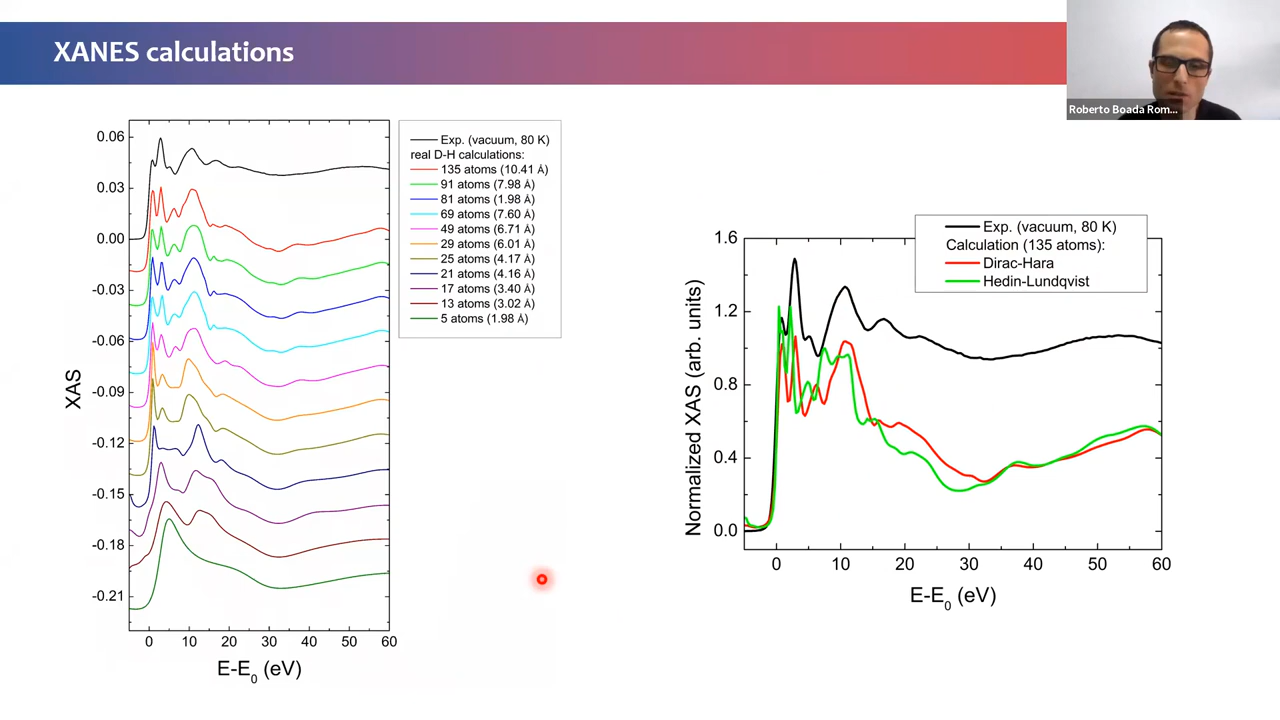 XANES calculations
Roberto Boada Rom...
0.06
0.03
0.00
-0.03
-0.06
-0.09
-0.12
-0.15
-0.18
-0.21
XAS
0 10 20 30 40 50 60
E-E0 (eV)
Exp. (vacuum, 80 K)
real D-H calculations:
135 atoms (10.41 Å)
91 atoms (7.98 Å)
81 atoms (1.98 Å)
69 atoms (7.60 Å)
49 atoms (6.71 Å)
29 atoms (6.01 Å)
25 atoms (4.17 Å)
21 atoms (4.16 Å)
17 atoms (3.40 Å)
13 atoms (3.02 Å)
5 atoms (1.98 Å)
Exp. (vacuum, 80 K)
Calculation (135 atoms):
Dirac-Hara
Hedin-Lundqvist
1.6
1.2
0.8
0.4
0.0
Normalized XAS (arb. units)
0 10 20 30 40 50 60
E-E0 (eV)